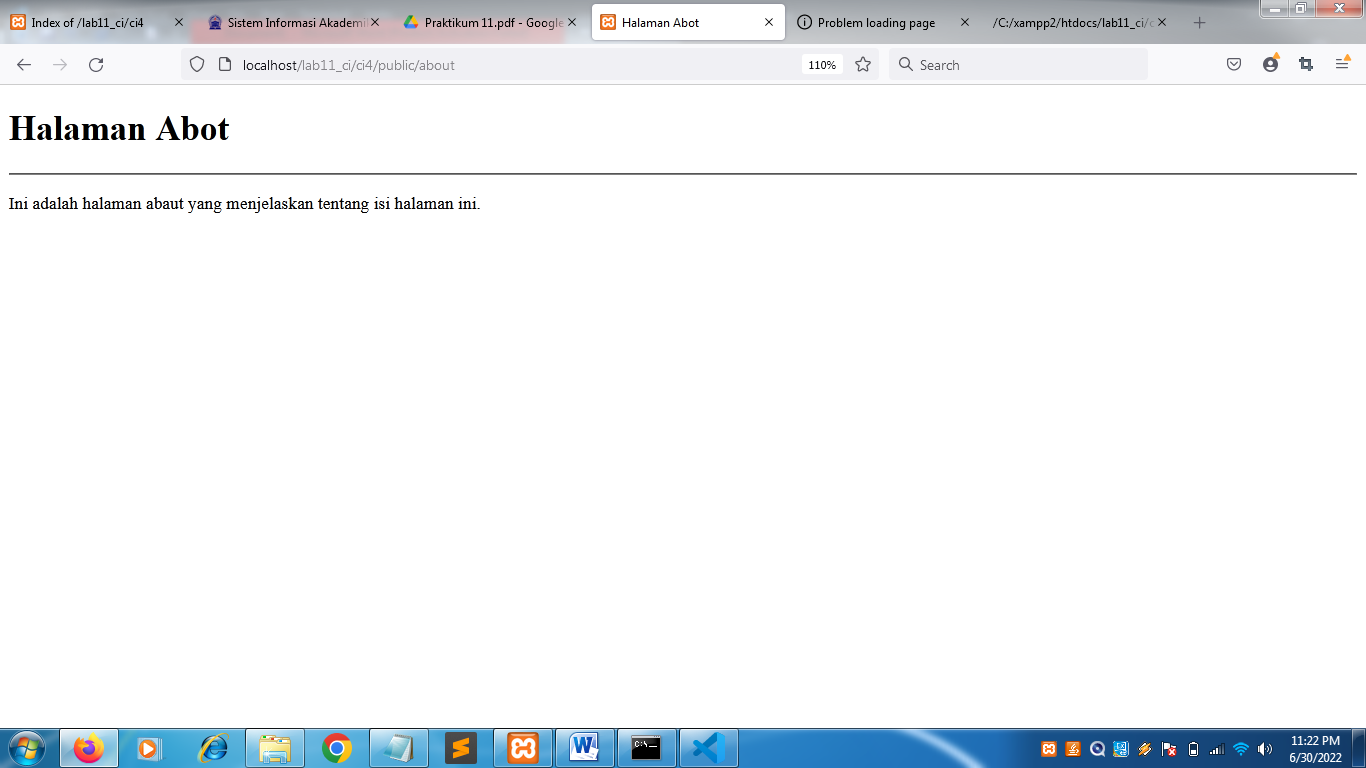 Index of /lab11_ci/ci4
Sistem Informasi Akademi
Praktikum 11.pdf - Google
Halaman Abot
Problem loading page
/C:/xampp2/htdocs/lab11_ci/
localhost/lab11_ci/ci4/public/about
110%
Search
Halaman Abot
Ini adalah halaman abaut yang menjelaskan tentang isi halaman ini.
C:\
11:22 PM
6/30/2022